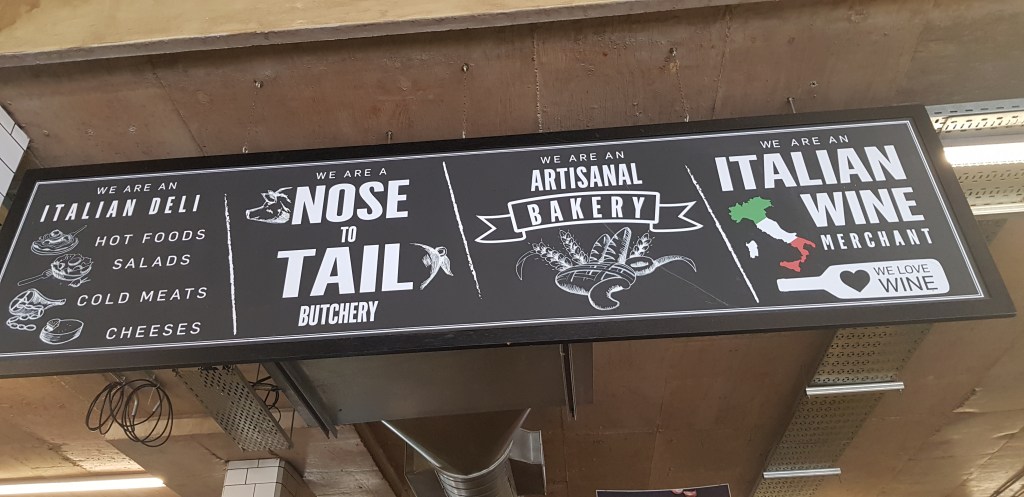 WE ARE AN
ITALIAN DELI
HOT FOODS
SALADS
COLD MEATS
CHEESES
WE ARE A
NOSE
TO
TAIL
BUTCHERY
WE ARE AN
ARTISANAL
BAKERY
WE ARE AN
ITALIAN
WINE
MERCHANT
WE LOVE
WINE